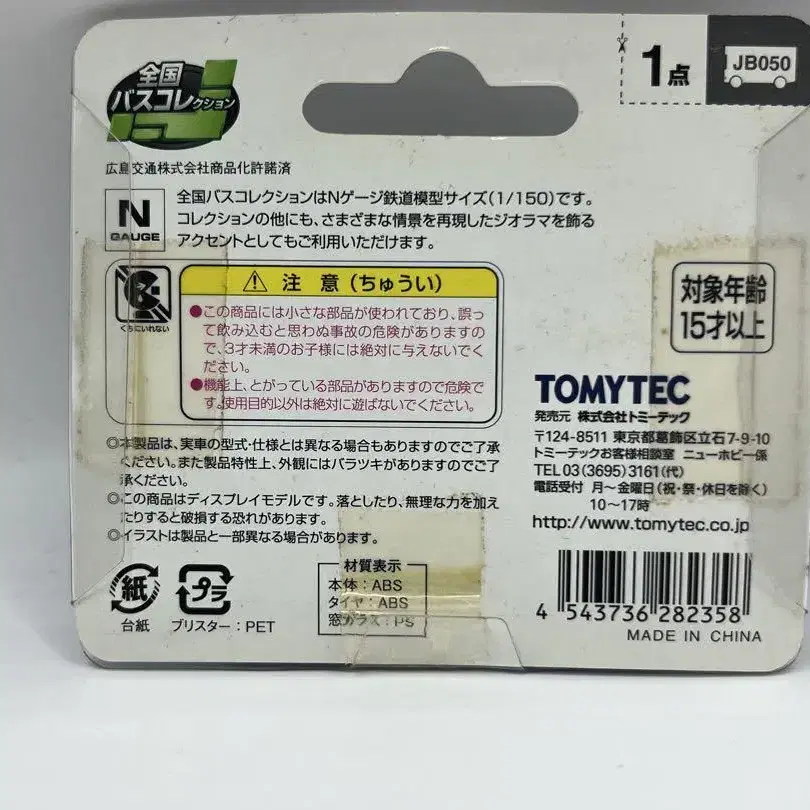 全国
バスコレクション
1点
JB050
広島交通株式会社商品化許諾済
N
GAUGE
全国バスコレクションはNゲージ鉄道模型サイズ(1/150)です。
コレクションの他にも、さまざまな情景を再現したジオラマを飾る
アクセントとしてもご利用いただけます。
くちにいれない
注 意 (ちゅうい)
●この商品には小さな部品が使われており、誤っ
て飲み込むと思わぬ事故の危険がありますの
で、3才未満のお子様には絶対に与えないでく
ださい。
●機能上、とがっている部品がありますので危険で
す。使用目的以外は絶対に遊ばないでください。
対象年齢
15才以上
◎本製品は、実車の型式・仕様とは異なる場合もありますのでご了承
ください。また製品特性上、外観にはバラツキがありますのでご了
承ください。
◎この商品はディスプレイモデルです。落としたり、無理な力を加え
たりすると破損する恐れがあります。
◎イラストは製品と一部異なる場合があります。
TOMYTEC
発売元 株式会社トミーテック
〒124-8511 東京都葛飾区立石7-9-10
トミーテックお客様相談室 ニューホビー係
TEL 03(3695)3161(代)
電話受付 月〜金曜日(祝・祭・休日を除く)
10〜17時
http://www.tomytec.co.jp
紙
台紙
プラ
ブリスター:PET
材質表示
本体:ABS
タイヤ:ABS
窓ガラス:PS
4 543736 282358
MADE IN CHINA